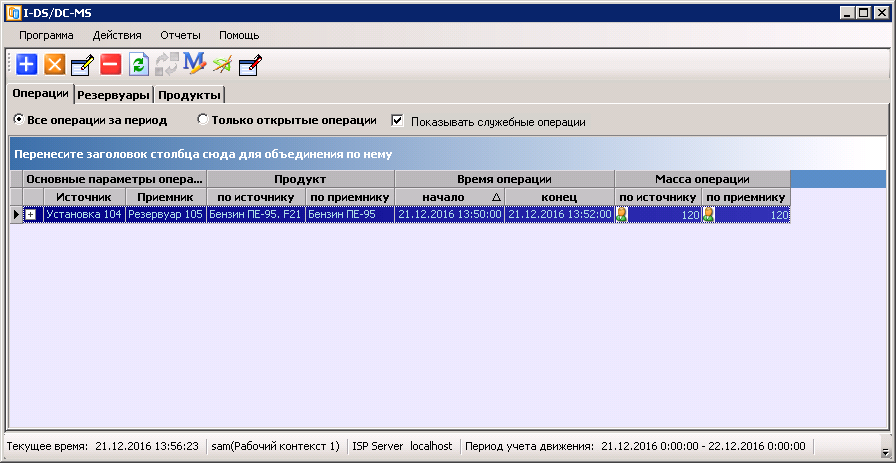 I-DS/DC-MS
Программа Действия Отчеты Помощь
Операции Резервуары Продукты
Все операции за период Только открытые операции Показывать служебные операции
Перенесите заголовок столбца сюда для объединения по нему
Основные параметры опера... Продукт Время операции Масса операции
Источник Приемник по источнику по приемнику начало конец по источнику по приемнику
Установка 104 Резервуар 105 Бензин ПЕ-95. F21 Бензин ПЕ-95 21.12.2016 13:50:00 21.12.2016 13:52:00 120 120
Текущее время: 21.12.2016 13:56:23 sam(Рабочий контекст 1) ISP Server localhost Период учета движения: 21.12.2016 0:00:00 - 22.12.2016 0:00:00